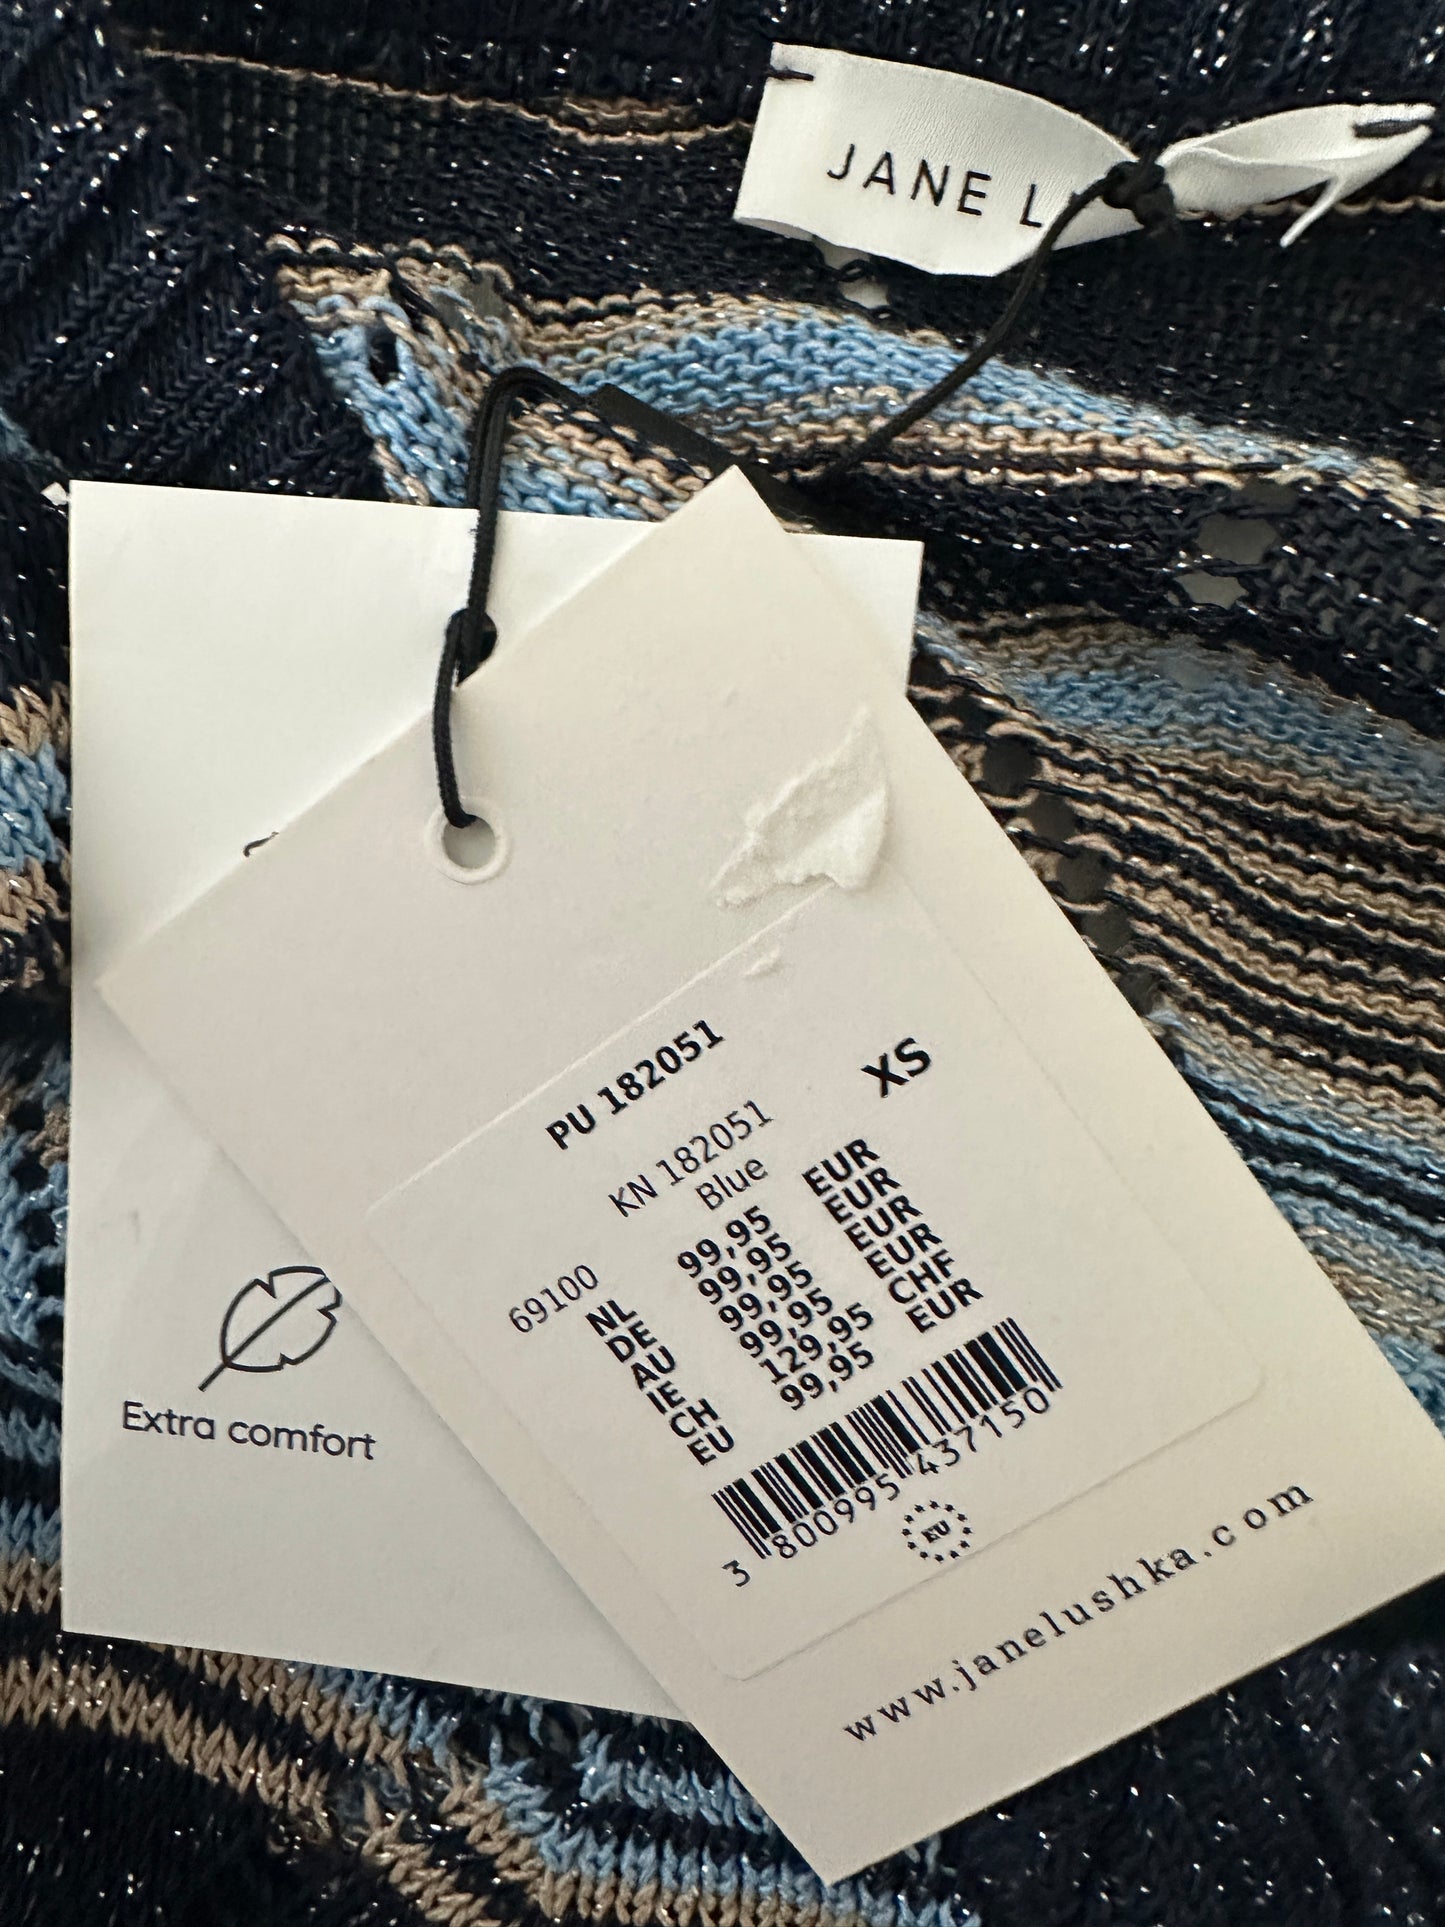 JANE L
PU 182051
XS
KN 182051
Blue
69100
NL 99,95 EUR
DE 99,95 EUR
AU 99,95 EUR
IE 99,95 EUR
CH 129,95 CHF
EU 99,95 EUR
3 800995 437150
EU
www.janelushka.com
Extra comfort